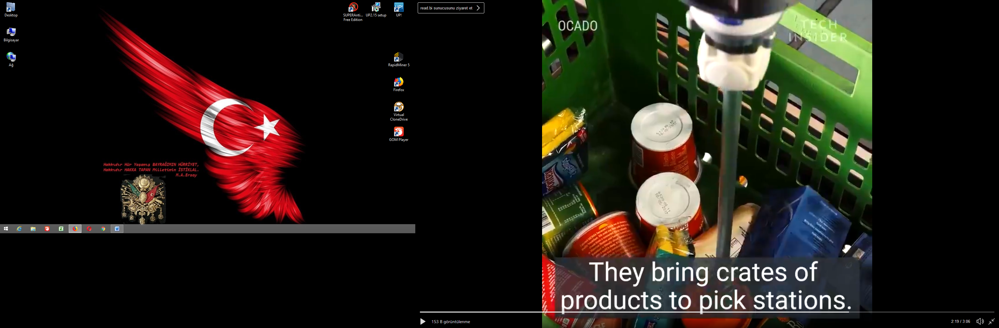 Desktop
Bilgisayar
Ağ
SUPERAnti...
Free Edition
UP2.15 setup
UP!
UP!
RapidMiner 5
Firefox
Virtual
CloneDrive
GOM Player
Hakkıdır Hür Yaşamış BAYRAĞIMIN HÜRRİYET,
Hakkıdır HAKKA TAPAN Milletimin İSTİKLAL.
M.A.Ersoy
read.bi sunucusunu ziyaret et
OCADO
TECH
INSIDER
They bring crates of
products to pick stations.
153 B görüntülenme
2:19 / 3:06